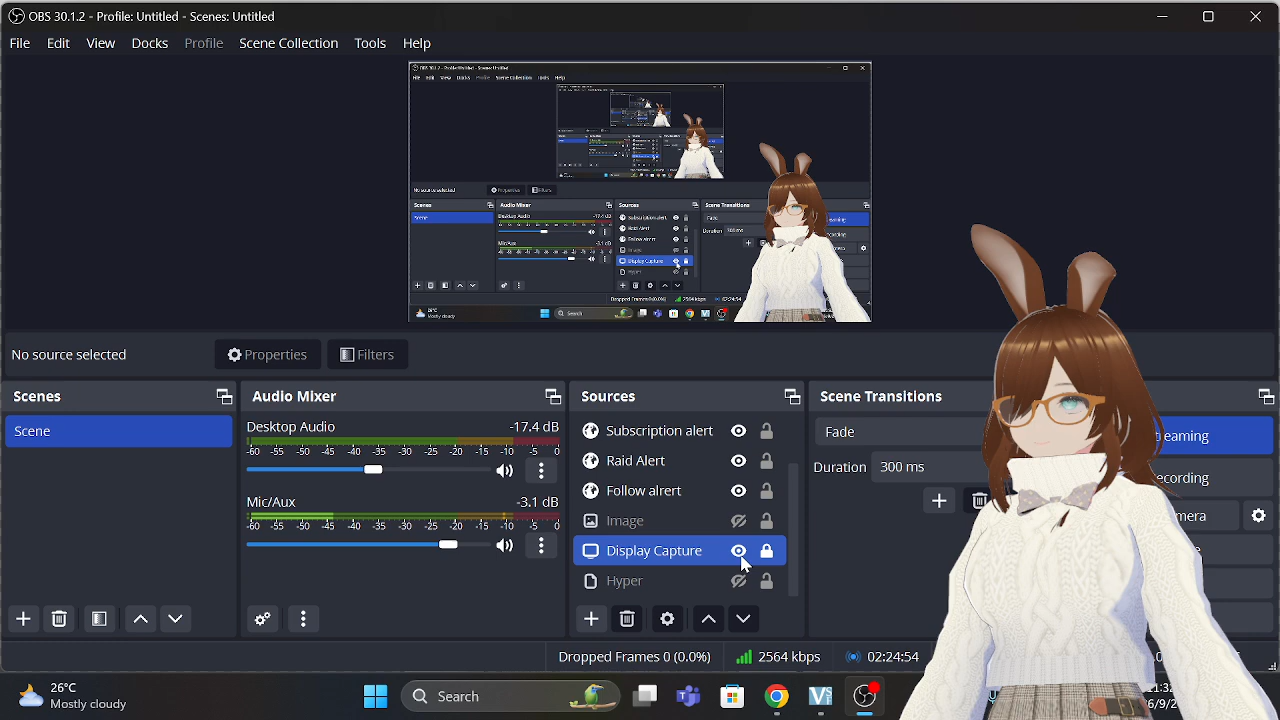 OBS 30.1.2 - Profile: Untitled - Scenes: Untitled
File Edit View Docks Profile Scene Collection Tools Help
No source selected Properties Filters
Scenes
Scene
Audio Mixer
Desktop Audio -17.4 dB
-60 -55 -50 -45 -40 -35 -30 -25 -20 -15 -10 -5 0
Mic/Aux -3.1 dB
-60 -55 -50 -45 -40 -35 -30 -25 -20 -15 -10 -5 0
Sources
Subscription alert
Raid Alert
Follow alrert
Image
Display Capture
Hyper
Scene Transitions
Fade
Duration 300 ms
eaming
ecording
mera
Dropped Frames 0 (0.0%) 2564 kbps 02:24:54
26°C
Mostly cloudy
Search